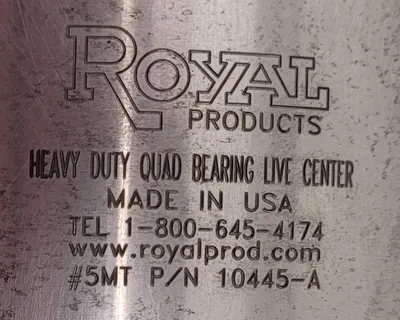 ROYAL
PRODUCTS
HEAVY DUTY QUAD BEARING LIVE CENTER
MADE IN USA
TEL 1-800-645-4174
www.royalprod.com
#5MT P/N 10445-A